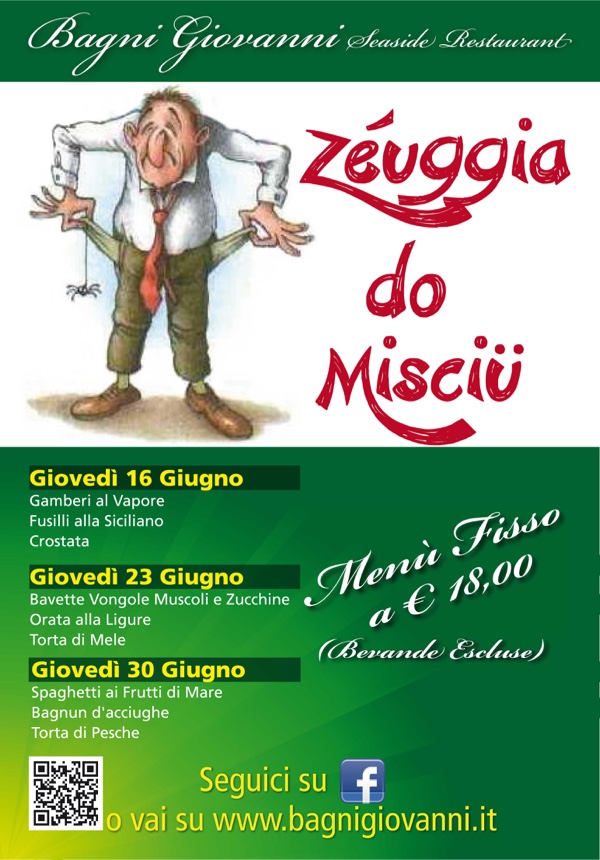 Bagni Giovanni Seaside Restaurant
Zéuggia
do
Misciü
Giovedì 16 Giugno
Gamberi al Vapore
Fusilli alla Siciliano
Crostata
Giovedì 23 Giugno
Bavette Vongole Muscoli e Zucchine
Orata alla Ligure
Torta di Mele
Giovedì 30 Giugno
Spaghetti ai Frutti di Mare
Bagnun d'acciughe
Torta di Pesche
Menù Fisso
a € 18,00
(Bevande Escluse)
Seguici su f
o vai su www.bagnigiovanni.it